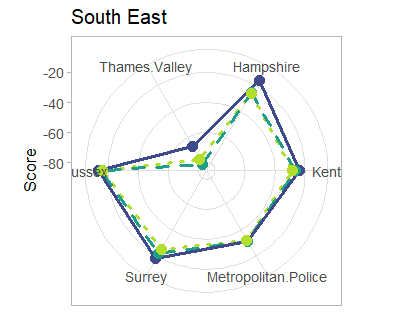 South East
Thames.Valley
Hampshire
-20
-40
-60
-80
Score
ussex
Kent
Surrey
Metropolitan.Police